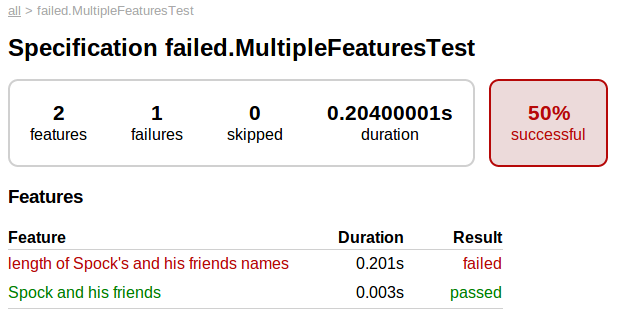 all > failed.MultipleFeaturesTest
Specification failed.MultipleFeaturesTest
2 1 0 0.20400001s 50%
features failures skipped duration successful
Features
Feature Duration Result
length of Spock's and his friends names 0.201s failed
Spock and his friends 0.003s passed